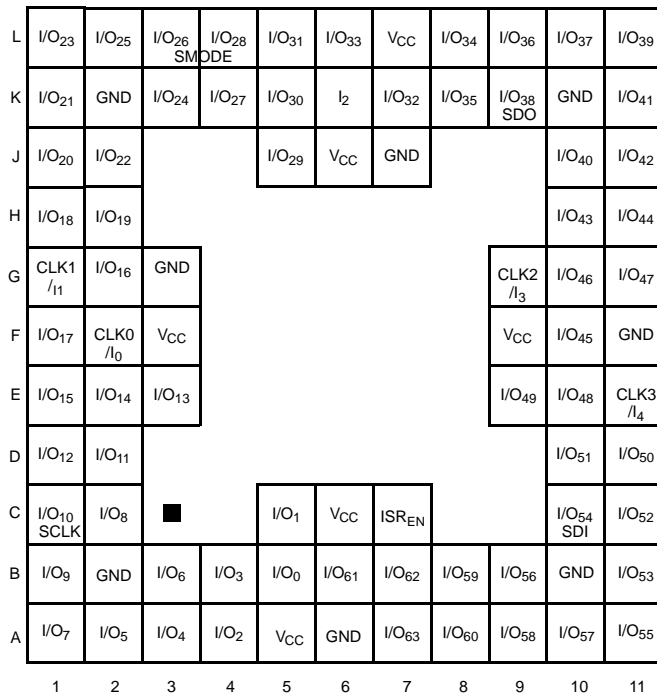 L I/O23 I/O25 I/O26 I/O28 I/O31 I/O33 VCC I/O34 I/O36 I/O37 I/O39
SMODE
K I/O21 GND I/O24 I/O27 I/O30 I2 I/O32 I/O35 I/O38 GND I/O41
SDO
J I/O20 I/O22 I/O29 VCC GND I/O40 I/O42
H I/O18 I/O19 I/O43 I/O44
G CLK1 I/O16 GND CLK2 I/O46 I/O47
/I1 /I3
F I/O17 CLK0 VCC VCC I/O45 GND
/I0
E I/O15 I/O14 I/O13 I/O49 I/O48 CLK3
/I4
D I/O12 I/O11 I/O51 I/O50
C I/O10 I/O8 I/O1 VCC ISREN I/O54 I/O52
SCLK SDI
B I/O9 GND I/O6 I/O3 I/O0 I/O61 I/O62 I/O59 I/O56 GND I/O53
A I/O7 I/O5 I/O4 I/O2 VCC GND I/O63 I/O60 I/O58 I/O57 I/O55
1 2 3 4 5 6 7 8 9 10 11